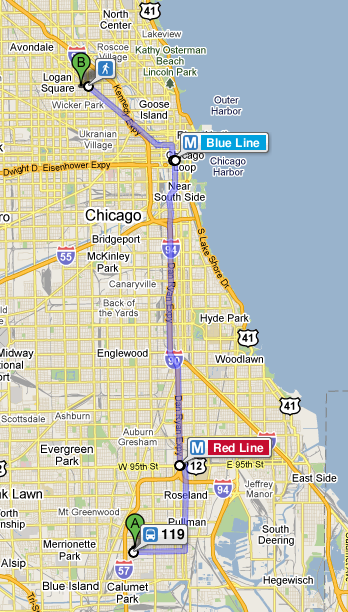 North
Center
41
Lakeview
Avondale
Roscoe
Village
Kathy Osterman
Beach
B
Logan
Square
Lincoln Park
Wicker Park
Kennedy Expy
Goose
Island
Outer
Harbor
Ukranian
Village
M Blue Line
Dwight D. Eisenhower Expy
Loop
Chicago
Harbor
Near
South Side
Chicago
Bridgeport
94
S Lake Shore Dr
55
McKinley
Park
Canaryville
Dan Ryan Expy
Back of
the Yards
Hyde Park
41
Midway
Englewood
90
Woodlawn
41
Scottsdale
Ashburn
Dan Ryan Expy
Auburn
Gresham
Evergreen
Park
M Red Line
W 95th St
12
E 95th St
Lawn
Roseland
94
Jeffrey
Manor
East Side
Mt Greenwood
A
119
Pullman
Merrionette
Park
South
Deering
Alsip
57
Blue Island
Calumet
Park
Hegewisch